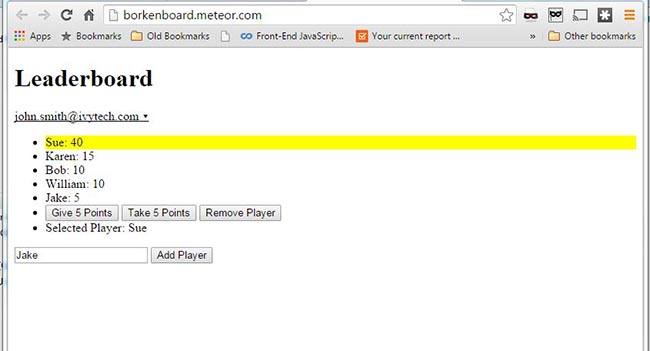 borkenboard.meteor.com
Apps Bookmarks Old Bookmarks Front-End JavaScrip... Your current report ... » Other bookmarks
Leaderboard
john.smith@ivytech.com ▾
Sue: 40
Karen: 15
Bob: 10
William: 10
Jake: 5
Give 5 Points Take 5 Points Remove Player
Selected Player: Sue
Jake Add Player